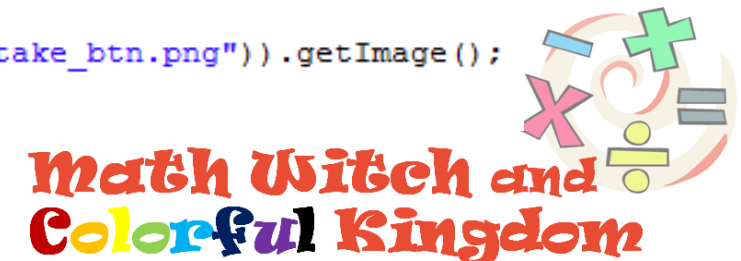 take_btn.png")).getImage();
Math Witch and
Colorful Kingdom